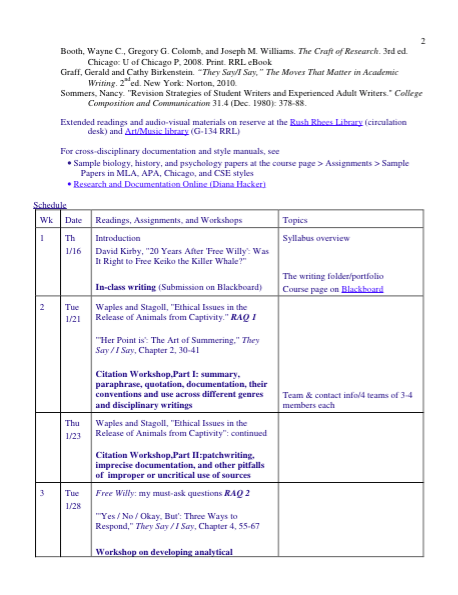 2
Booth, Wayne C., Gregory G. Colomb, and Joseph M. Williams. The Craft of Research. 3rd ed.
Chicago: U of Chicago P, 2008. Print. RRL eBook
Graff, Gerald and Cathy Birkenstein. “They Say/I Say,” The Moves That Matter in Academic
Writing. 2nd ed. New York: Norton, 2010.
Sommers, Nancy. "Revision Strategies of Student Writers and Experienced Adult Writers." College
Composition and Communication 31.4 (Dec. 1980): 378-88.
Extended readings and audio-visual materials on reserve at the Rush Rhees Library (circulation
desk) and Art/Music library (G-134 RRL)
For cross-disciplinary documentation and style manuals, see
• Sample biology, history, and psychology papers at the course page > Assignments > Sample
Papers in MLA, APA, Chicago, and CSE styles
• Research and Documentation Online (Diana Hacker)
Schedule
Wk Date Readings, Assignments, and Workshops Topics
1 Th Introduction Syllabus overview
1/16 David Kirby, "20 Years After 'Free Willy': Was
It Right to Free Keiko the Killer Whale?"
The writing folder/portfolio
In-class writing (Submission on Blackboard) Course page on Blackboard
2 Tue Waples and Stagoll, "Ethical Issues in the
1/21 Release of Animals from Captivity." RAQ 1
"'Her Point is': The Art of Summering," They
Say / I Say, Chapter 2, 30-41
Citation Workshop,Part I: summary,
paraphrase, quotation, documentation, their
conventions and use across different genres Team & contact info/4 teams of 3-4
and disciplinary writings members each
Thu Waples and Stagoll, "Ethical Issues in the
1/23 Release of Animals from Captivity": continued
Citation Workshop,Part II:patchwriting,
imprecise documentation, and other pitfalls
of improper or uncritical use of sources
3 Tue Free Willy: my must-ask questions RAQ 2
1/28
"'Yes / No / Okay, But': Three Ways to
Respond," They Say / I Say, Chapter 4, 55-67
Workshop on developing analytical